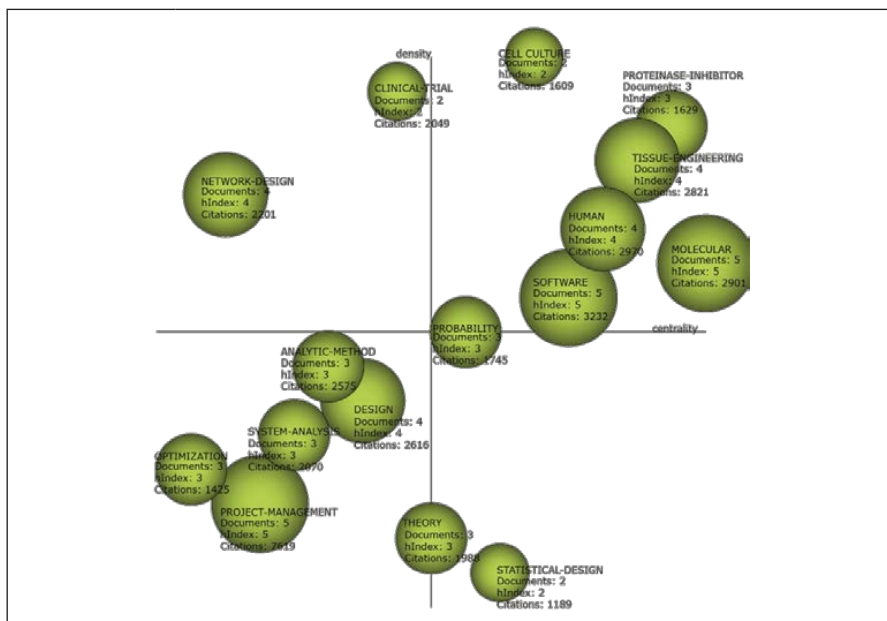 density
CELL CULTURE
Documents: 2
hIndex: 2
Citations: 1609
CLINICAL-TRIAL
Documents: 2
hIndex: 2
Citations: 2049
PROTEINASE-INHIBITOR
Documents: 3
hIndex: 3
Citations: 1629
TISSUE-ENGINEERING
Documents: 4
hIndex: 4
Citations: 2821
NETWORK-DESIGN
Documents: 4
hIndex: 4
Citations: 2201
HUMAN
Documents: 4
hIndex: 4
Citations: 2970
MOLECULAR
Documents: 5
hIndex: 5
Citations: 2901
SOFTWARE
Documents: 5
hIndex: 5
Citations: 3232
centrality
PROBABILITY
Documents: 3
hIndex: 3
Citations: 1745
ANALYTIC-METHOD
Documents: 3
hIndex: 3
Citations: 2575
DESIGN
Documents: 4
hIndex: 4
Citations: 2616
SYSTEM-ANALYSIS
Documents: 3
hIndex: 3
Citations: 2070
OPTIMIZATION
Documents: 3
hIndex: 3
Citations: 1425
PROJECT-MANAGEMENT
Documents: 5
hIndex: 5
Citations: 7619
THEORY
Documents: 3
hIndex: 3
Citations: 1988
STATISTICAL-DESIGN
Documents: 2
hIndex: 2
Citations: 1189